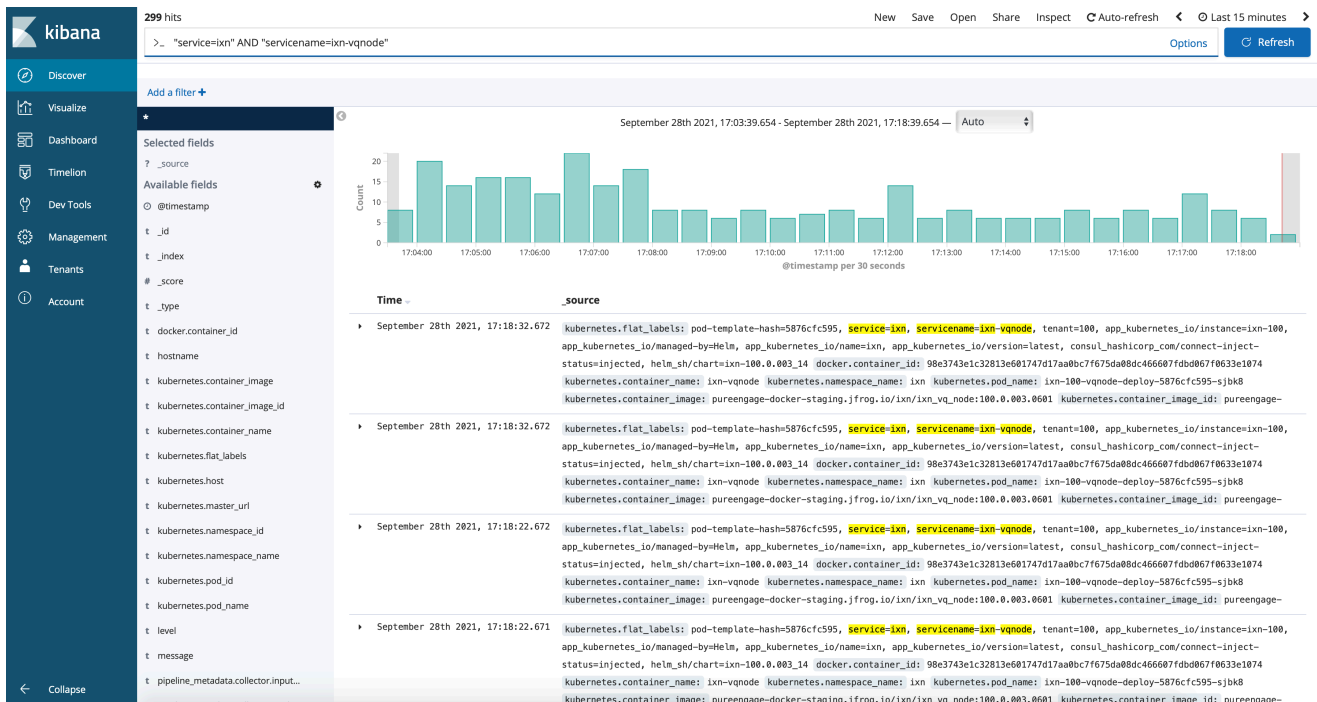 kibana
Discover
Visualize
Dashboard
Timelion
Dev Tools
Management
Tenants
Account
Collapse
299 hits
New Save Open Share Inspect Auto-refresh Last 15 minutes
>_ "service=ixn" AND "servicename=ixn-vqnode"
Options
Refresh
Add a filter +
*
Selected fields
? _source
Available fields
@timestamp
t _id
t _index
# _score
t _type
t docker.container_id
t hostname
t kubernetes.container_image
t kubernetes.container_image_id
t kubernetes.container_name
t kubernetes.flat_labels
t kubernetes.host
t kubernetes.master_url
t kubernetes.namespace_id
t kubernetes.namespace_name
t kubernetes.pod_id
t kubernetes.pod_name
t level
t message
t pipeline_metadata.collector.input...
September 28th 2021, 17:03:39.654 - September 28th 2021, 17:18:39.654 — Auto
Count
20
15
10
5
0
17:04:00 17:05:00 17:06:00 17:07:00 17:08:00 17:09:00 17:10:00 17:11:00 17:12:00 17:13:00 17:14:00 17:15:00 17:16:00 17:17:00 17:18:00
@timestamp per 30 seconds
Time _source
September 28th 2021, 17:18:32.672 kubernetes.flat_labels: pod-template-hash=5876cfc595, service=ixn, servicename=ixn-vqnode, tenant=100, app_kubernetes_io/instance=ixn-100,
app_kubernetes_io/managed-by=Helm, app_kubernetes_io/name=ixn, app_kubernetes_io/version=latest, consul_hashicorp_com/connect-inject-
status=injected, helm_sh/chart=ixn-100.0.003_14 docker.container_id: 98e3743e1c32813e601747d17aa0bc7f675da08dc466607fdbd067f0633e1074
kubernetes.container_name: ixn-vqnode kubernetes.namespace_name: ixn kubernetes.pod_name: ixn-100-vqnode-deploy-5876cfc595-sjbk8
kubernetes.container_image: pureengage-docker-staging.jfrog.io/ixn/ixn_vq_node:100.0.003.0601 kubernetes.container_image_id: pureengage-
September 28th 2021, 17:18:32.672 kubernetes.flat_labels: pod-template-hash=5876cfc595, service=ixn, servicename=ixn-vqnode, tenant=100, app_kubernetes_io/instance=ixn-100,
app_kubernetes_io/managed-by=Helm, app_kubernetes_io/name=ixn, app_kubernetes_io/version=latest, consul_hashicorp_com/connect-inject-
status=injected, helm_sh/chart=ixn-100.0.003_14 docker.container_id: 98e3743e1c32813e601747d17aa0bc7f675da08dc466607fdbd067f0633e1074
kubernetes.container_name: ixn-vqnode kubernetes.namespace_name: ixn kubernetes.pod_name: ixn-100-vqnode-deploy-5876cfc595-sjbk8
kubernetes.container_image: pureengage-docker-staging.jfrog.io/ixn/ixn_vq_node:100.0.003.0601 kubernetes.container_image_id: pureengage-
September 28th 2021, 17:18:22.672 kubernetes.flat_labels: pod-template-hash=5876cfc595, service=ixn, servicename=ixn-vqnode, tenant=100, app_kubernetes_io/instance=ixn-100,
app_kubernetes_io/managed-by=Helm, app_kubernetes_io/name=ixn, app_kubernetes_io/version=latest, consul_hashicorp_com/connect-inject-
status=injected, helm_sh/chart=ixn-100.0.003_14 docker.container_id: 98e3743e1c32813e601747d17aa0bc7f675da08dc466607fdbd067f0633e1074
kubernetes.container_name: ixn-vqnode kubernetes.namespace_name: ixn kubernetes.pod_name: ixn-100-vqnode-deploy-5876cfc595-sjbk8
kubernetes.container_image: pureengage-docker-staging.jfrog.io/ixn/ixn_vq_node:100.0.003.0601 kubernetes.container_image_id: pureengage-
September 28th 2021, 17:18:22.671 kubernetes.flat_labels: pod-template-hash=5876cfc595, service=ixn, servicename=ixn-vqnode, tenant=100, app_kubernetes_io/instance=ixn-100,
app_kubernetes_io/managed-by=Helm, app_kubernetes_io/name=ixn, app_kubernetes_io/version=latest, consul_hashicorp_com/connect-inject-
status=injected, helm_sh/chart=ixn-100.0.003_14 docker.container_id: 98e3743e1c32813e601747d17aa0bc7f675da08dc466607fdbd067f0633e1074
kubernetes.container_name: ixn-vqnode kubernetes.namespace_name: ixn kubernetes.pod_name: ixn-100-vqnode-deploy-5876cfc595-sjbk8
kubernetes.container_image: pureengage-docker-staging.jfrog.io/ixn/ixn_vq_node:100.0.003.0601 kubernetes.container_image_id: pureengage-